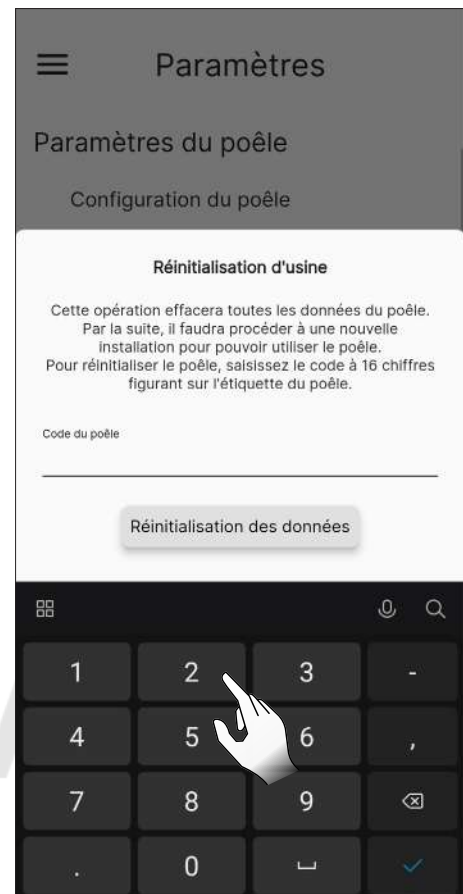 Paramètres
Paramètres du poêle
Configuration du poêle
Réinitialisation d'usine
Cette opération effacera toutes les données du poêle.
Par la suite, il faudra procéder à une nouvelle
installation pour pouvoir utiliser le poêle.
Pour réinitialiser le poêle, saisissez le code à 16 chiffres
figurant sur l'étiquette du poêle.
Code du poêle
Réinitialisation des données
1 2 3 -
4 5 6 ,
7 8 9
. 0